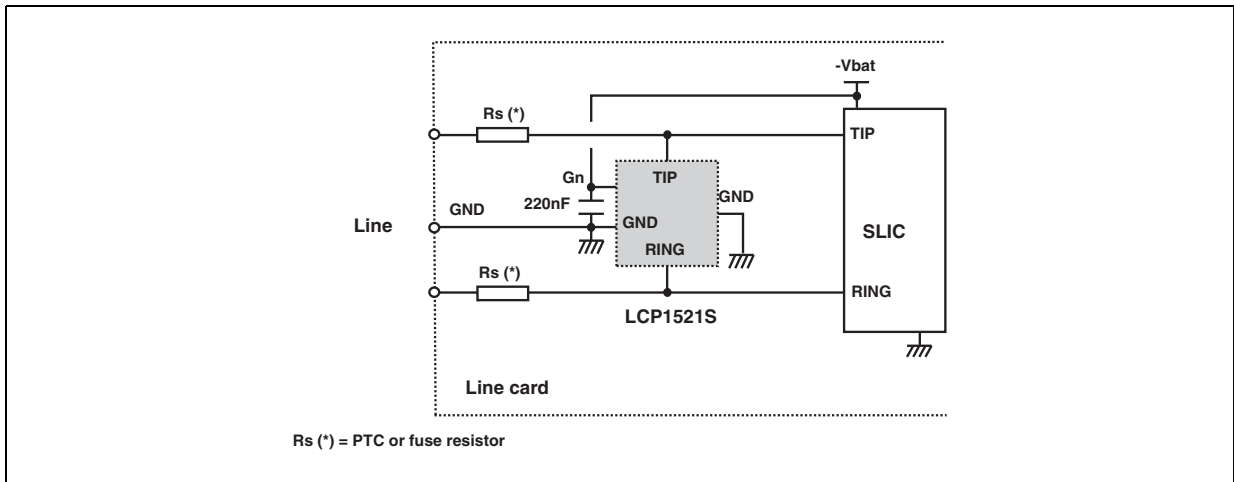 -Vbat
Rs (*)
TIP
Gn
TIP
GND
220nF
GND
Line
GND
SLIC
RING
Rs (*)
RING
LCP1521S
Line card
Rs (*) = PTC or fuse resistor